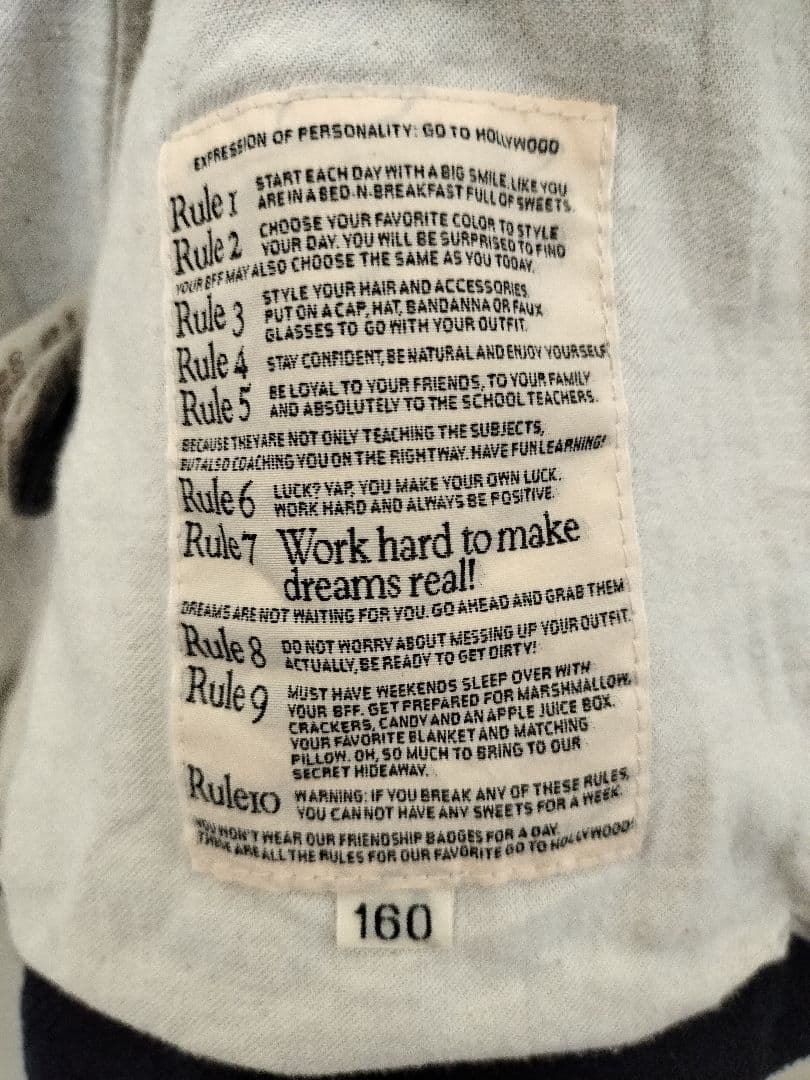 EXPRESSION OF PERSONALITY: GO TO HOLLYWOOD
Rule 1 START EACH DAY WITH A BIG SMILE. LIKE YOU
ARE IN A BED-N-BREAKFAST FULL OF SWEETS.
Rule 2 CHOOSE YOUR FAVORITE COLOR TO STYLE
YOUR DAY. YOU WILL BE SURPRISED TO FIND
YOUR BFF MAY ALSO CHOOSE THE SAME AS YOU TODAY.
Rule 3 STYLE YOUR HAIR AND ACCESSORIES
PUT ON A CAP, HAT, BANDANNA OR FAUX
GLASSES TO GO WITH YOUR OUTFIT.
Rule 4 STAY CONFIDENT, BE NATURAL AND ENJOY YOURSELF
Rule 5 BE LOYAL TO YOUR FRIENDS, TO YOUR FAMILY
AND ABSOLUTELY TO THE SCHOOL TEACHERS.
BECAUSE THEY ARE NOT ONLY TEACHING THE SUBJECTS,
BUT ALSO COACHING YOU ON THE RIGHT WAY. HAVE FUN LEARNING!
Rule 6 LUCK? YAP, YOU MAKE YOUR OWN LUCK.
WORK HARD AND ALWAYS BE POSITIVE.
Rule 7 Work hard to make
dreams real!
DREAMS ARE NOT WAITING FOR YOU. GO AHEAD AND GRAB THEM
Rule 8 DO NOT WORRY ABOUT MESSING UP YOUR OUTFIT.
ACTUALLY, BE READY TO GET DIRTY!
Rule 9 MUST HAVE WEEKENDS SLEEP OVER WITH
YOUR BFF. GET PREPARED FOR MARSHMALLOW,
CRACKERS, CANDY AND AN APPLE JUICE BOX.
YOUR FAVORITE BLANKET AND MATCHING
PILLOW. OH, SO MUCH TO BRING TO OUR
SECRET HIDEAWAY.
Rule 10 WARNING: IF YOU BREAK ANY OF THESE RULES,
YOU CAN NOT HAVE ANY SWEETS FOR A WEEK.
YOU WON'T WEAR OUR FRIENDSHIP BADGES FOR A DAY.
THESE ARE ALL THE RULES FOR OUR FAVORITE GO TO HOLLYWOOD!
160